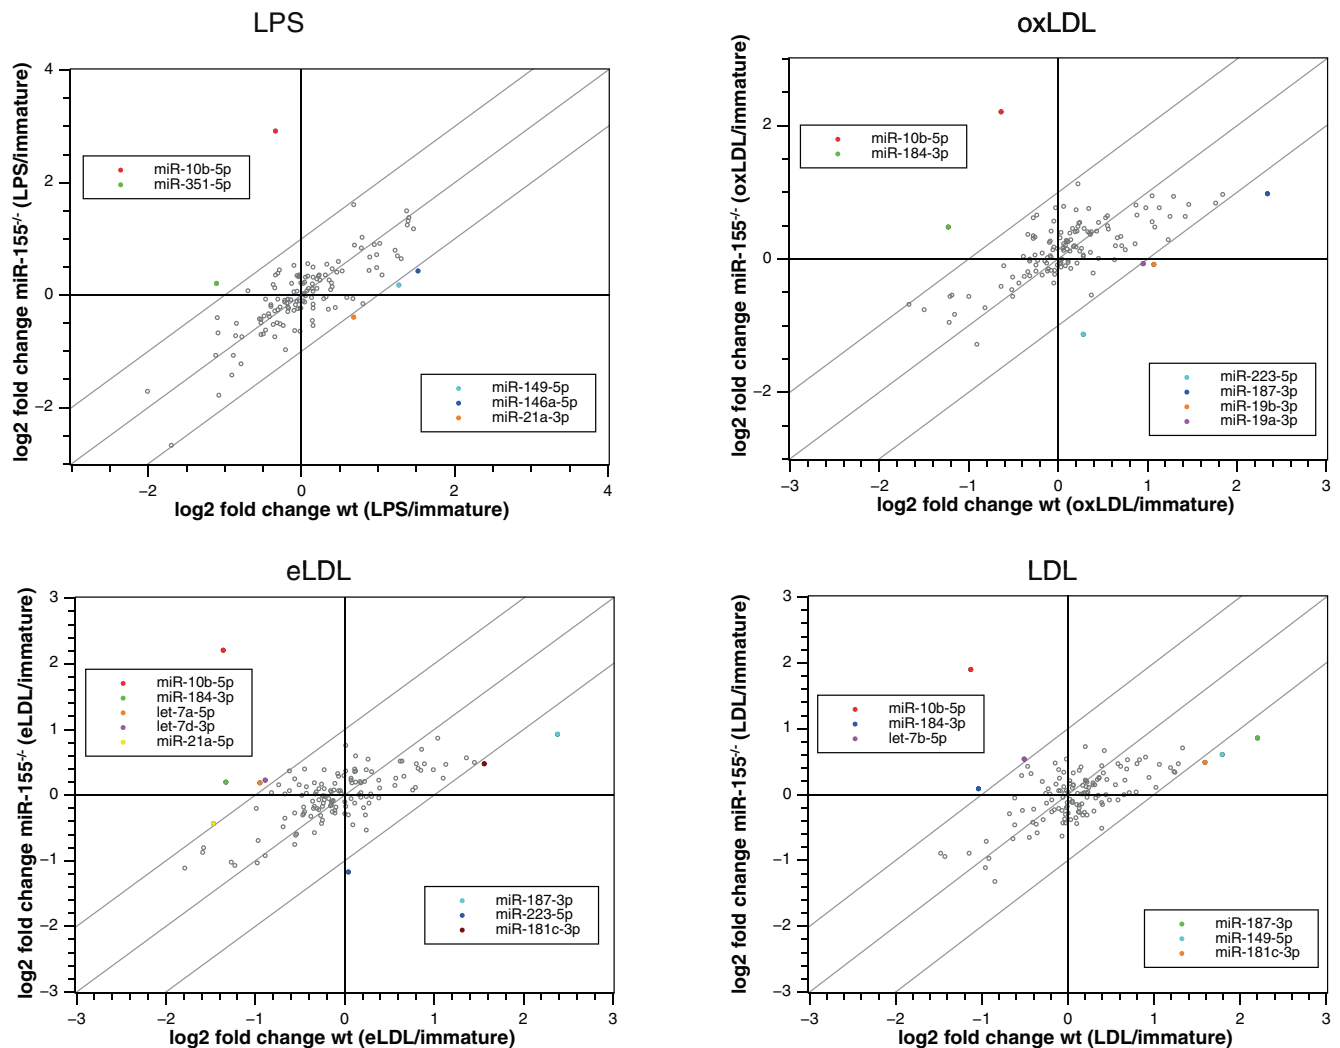 LPS
log2 fold change miR-155-/- (LPS/immature)
4
2
0
−2
miR-10b-5p
miR-351-5p
miR-149-5p
miR-146a-5p
miR-21a-3p
−2 0 2 4
log2 fold change wt (LPS/immature)
oxLDL
log2 fold change miR-155-/- (oxLDL/immature)
2
0
−2
miR-10b-5p
miR-184-3p
miR-223-5p
miR-187-3p
miR-19b-3p
miR-19a-3p
−3 −2 −1 0 1 2 3
log2 fold change wt (oxLDL/immature)
eLDL
log2 fold change miR-155-/- (eLDL/immature)
3
2
1
0
−1
−2
−3
miR-10b-5p
miR-184-3p
let-7a-5p
let-7d-3p
miR-21a-5p
miR-187-3p
miR-223-5p
miR-181c-3p
−3 −2 −1 0 1 2 3
log2 fold change wt (eLDL/immature)
LDL
log2 fold change miR-155-/- (LDL/immature)
3
2
1
0
−1
−2
−3
miR-10b-5p
miR-184-3p
let-7b-5p
miR-187-3p
miR-149-5p
miR-181c-3p
−3 −2 −1 0 1 2 3
log2 fold change wt (LDL/immature)